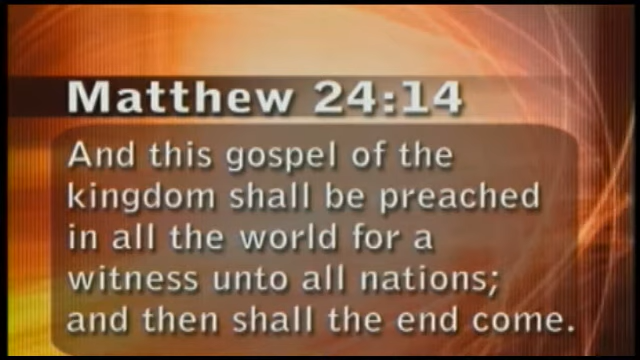 Matthew 24:14
And this gospel of the
kingdom shall be preached
in all the world for a
witness unto all nations;
and then shall the end come.